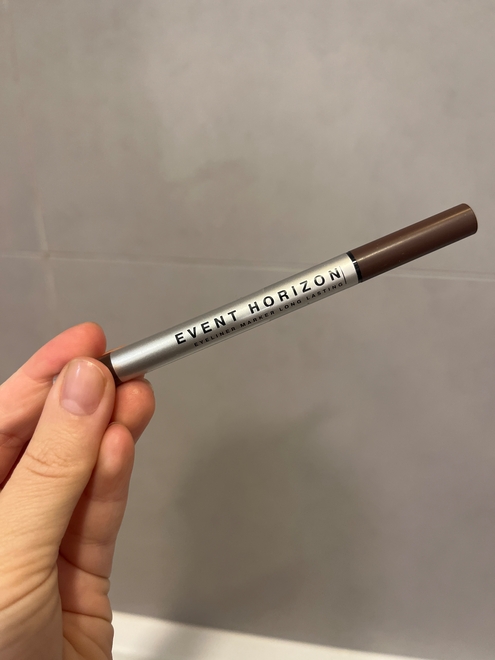 EVENT HORIZON
EYELINER MARKER LONG LASTING